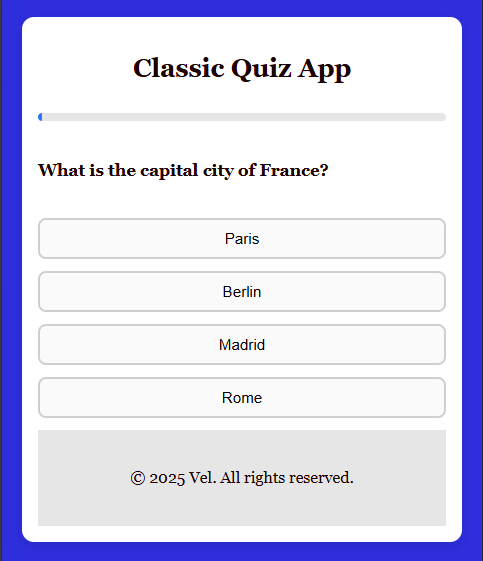 Classic Quiz App
What is the capital city of France?
Paris
Berlin
Madrid
Rome
© 2025 Vel. All rights reserved.